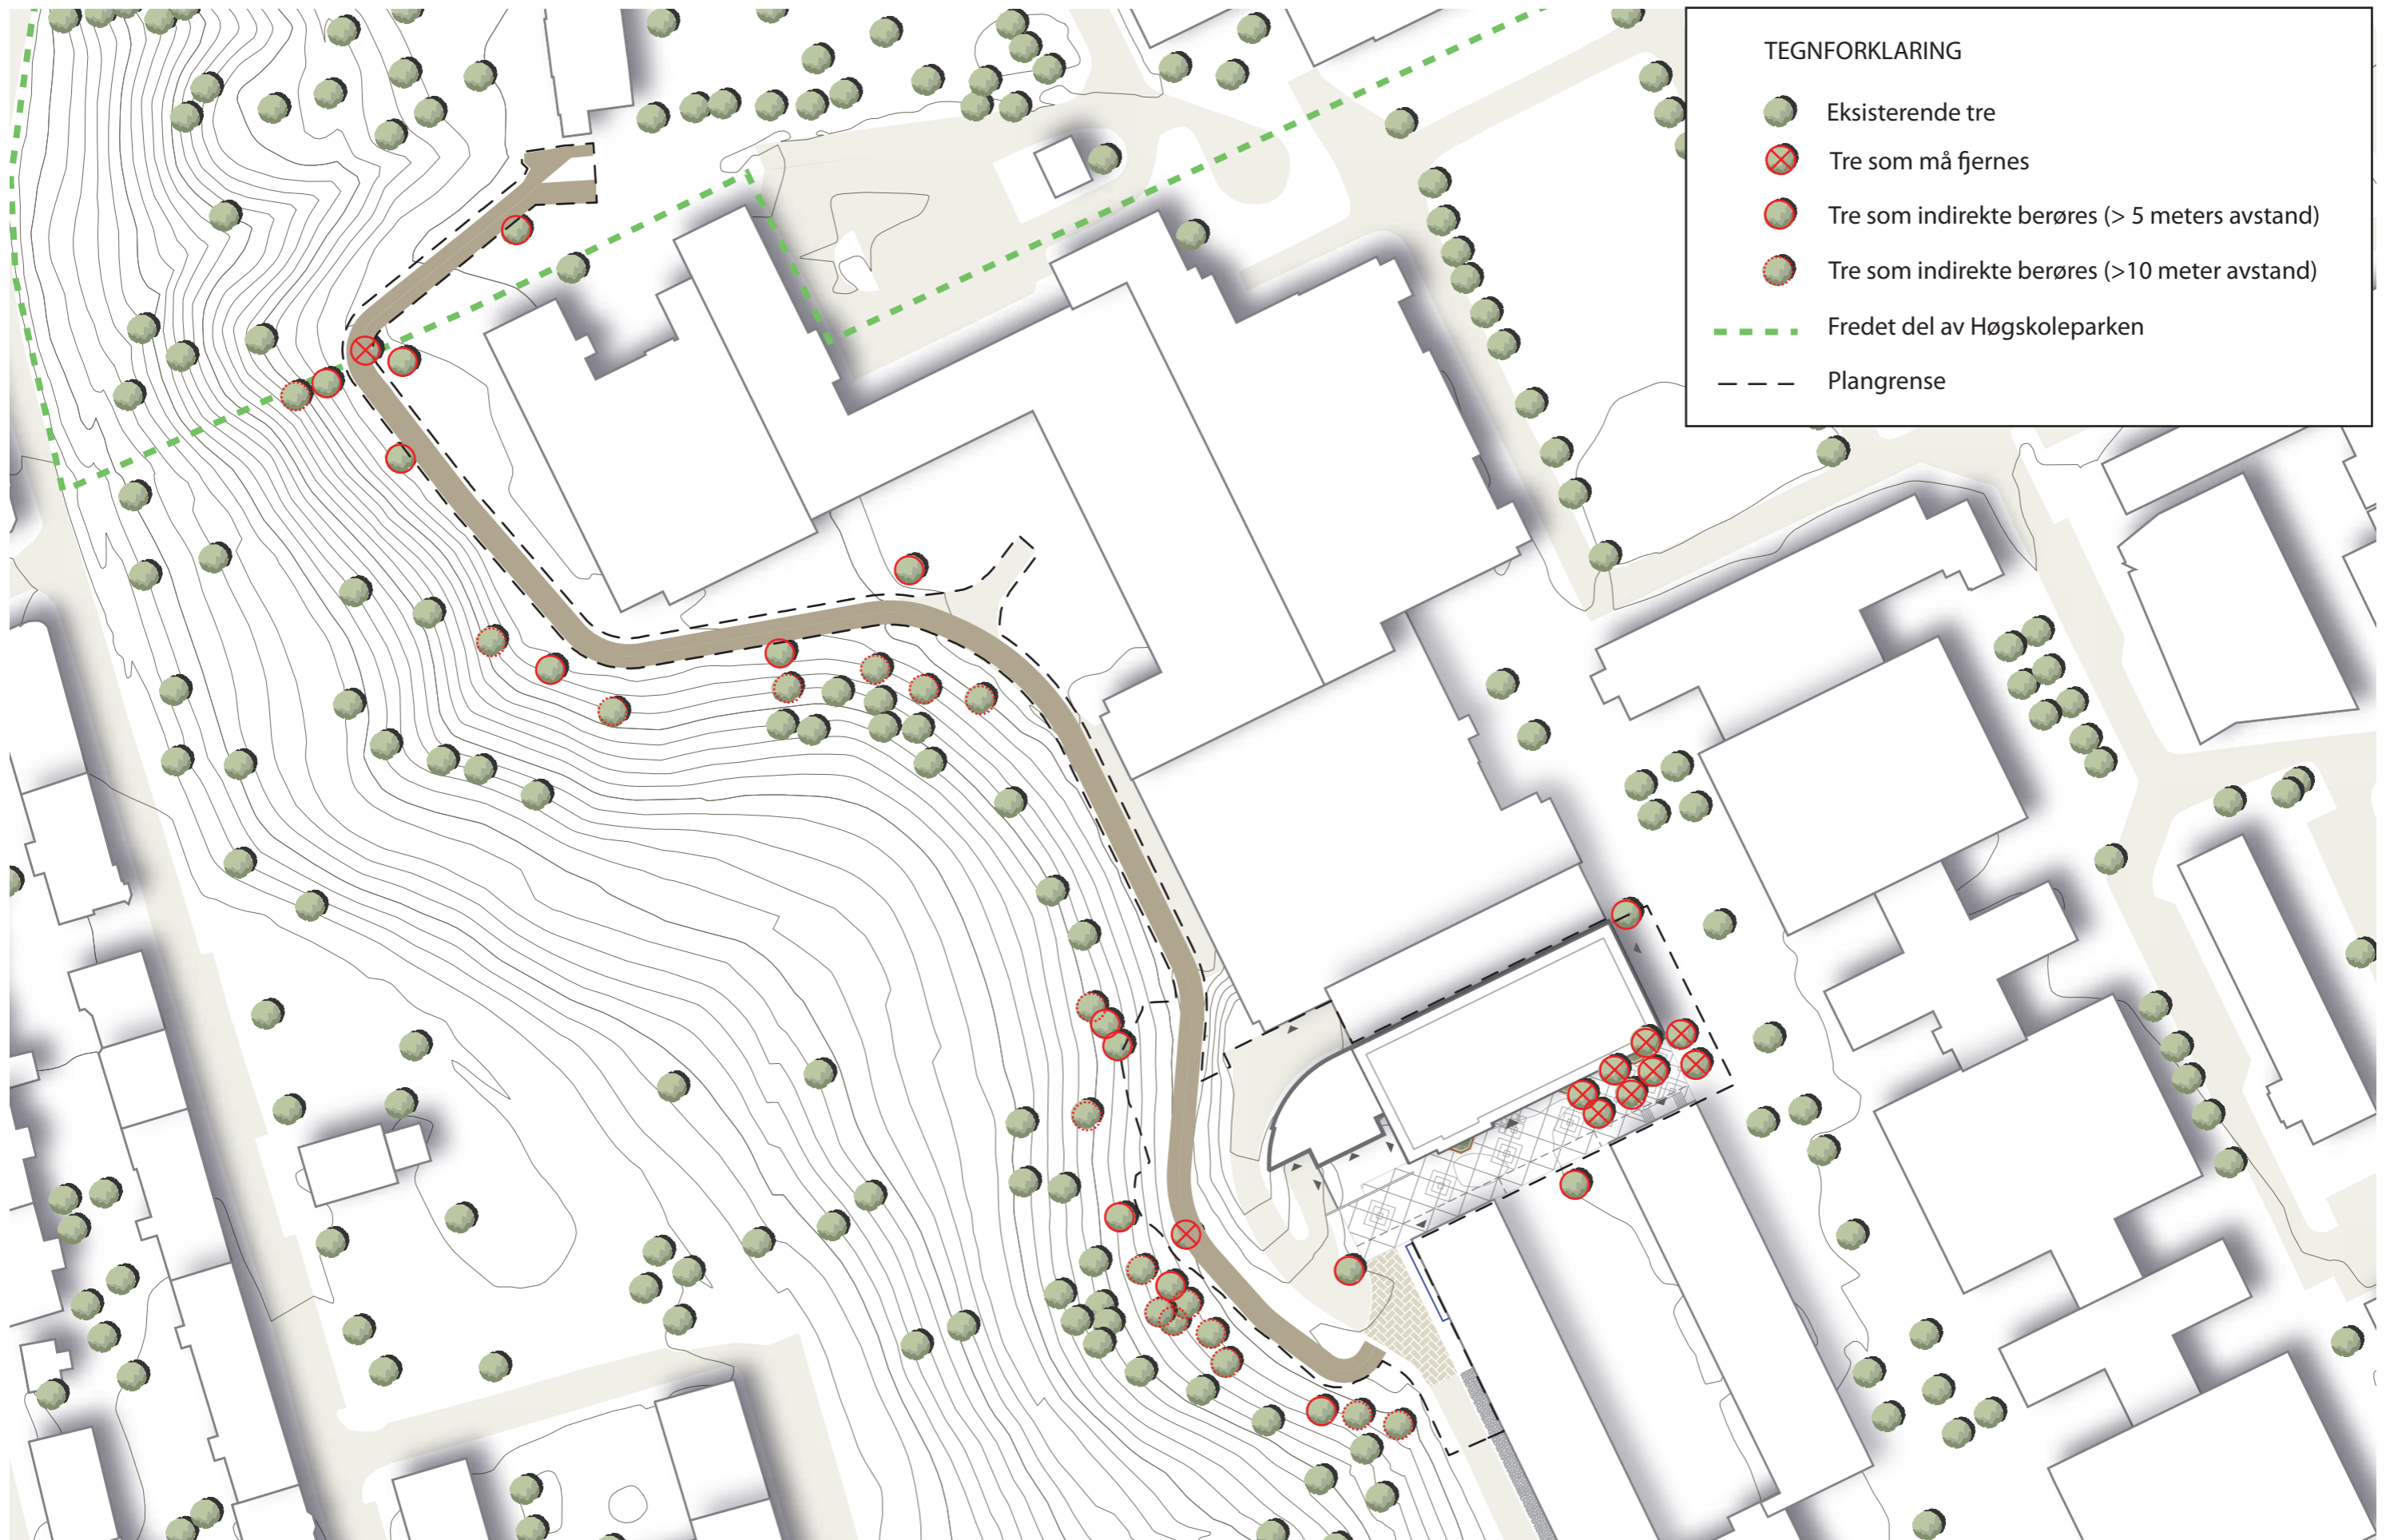 TEGNFORKLARING
Eksisterende tre
Tre som må fjernes
Tre som indirekte berøres (> 5 meters avstand)
Tre som indirekte berøres (>10 meter avstand)
Fredet del av Høgskoleparken
Plangrense